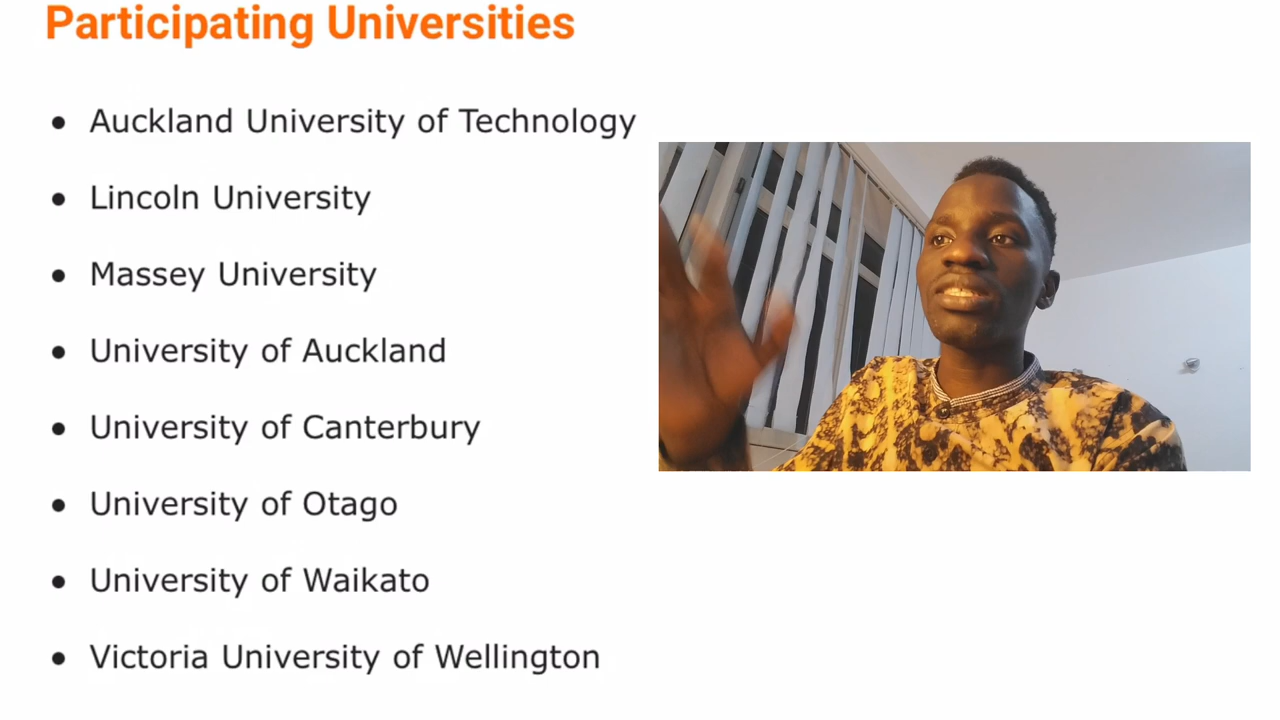 Participating Universities
Auckland University of Technology
Lincoln University
Massey University
University of Auckland
University of Canterbury
University of Otago
University of Waikato
Victoria University of Wellington